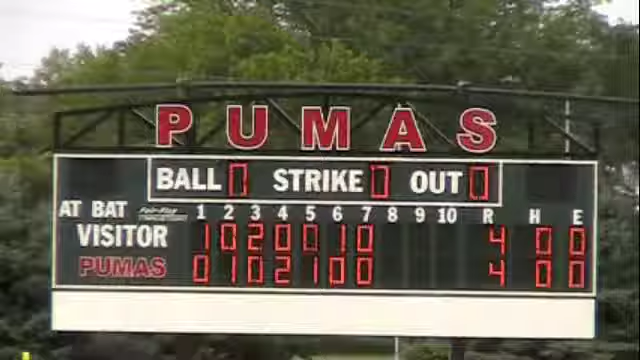 PUMAS
BALL 0 STRIKE 0 OUT 0
AT BAT 1 2 3 4 5 6 7 8 9 10 R H E
VISITOR 1 0 2 0 0 1 0 4 0 0
PUMAS 0 1 0 2 1 0 0 4 0 0